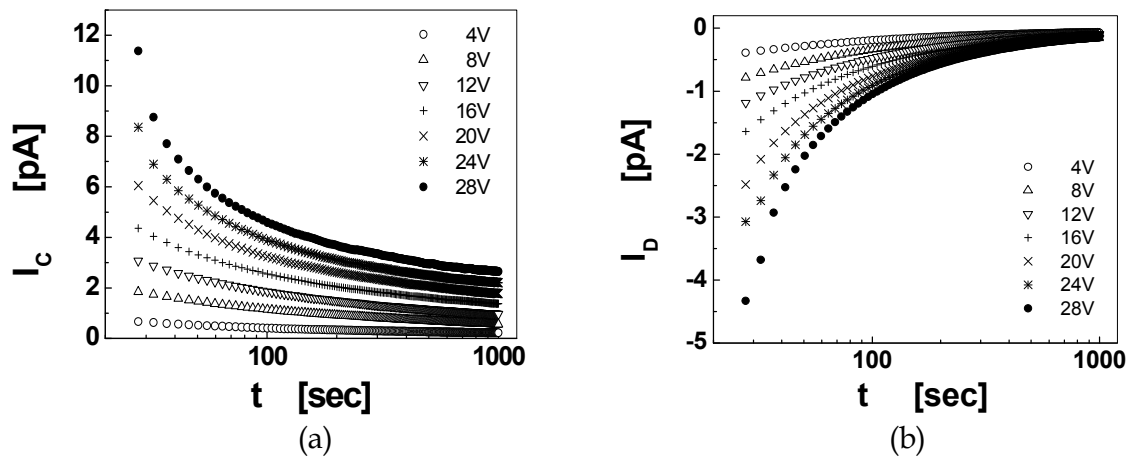 12
10
8
6
4
2
0
I_C [pA]
4V
8V
12V
16V
20V
24V
28V
100
1000
t [sec]
(a)
0
-1
-2
-3
-4
-5
I_D [pA]
4V
8V
12V
16V
20V
24V
28V
100
1000
t [sec]
(b)